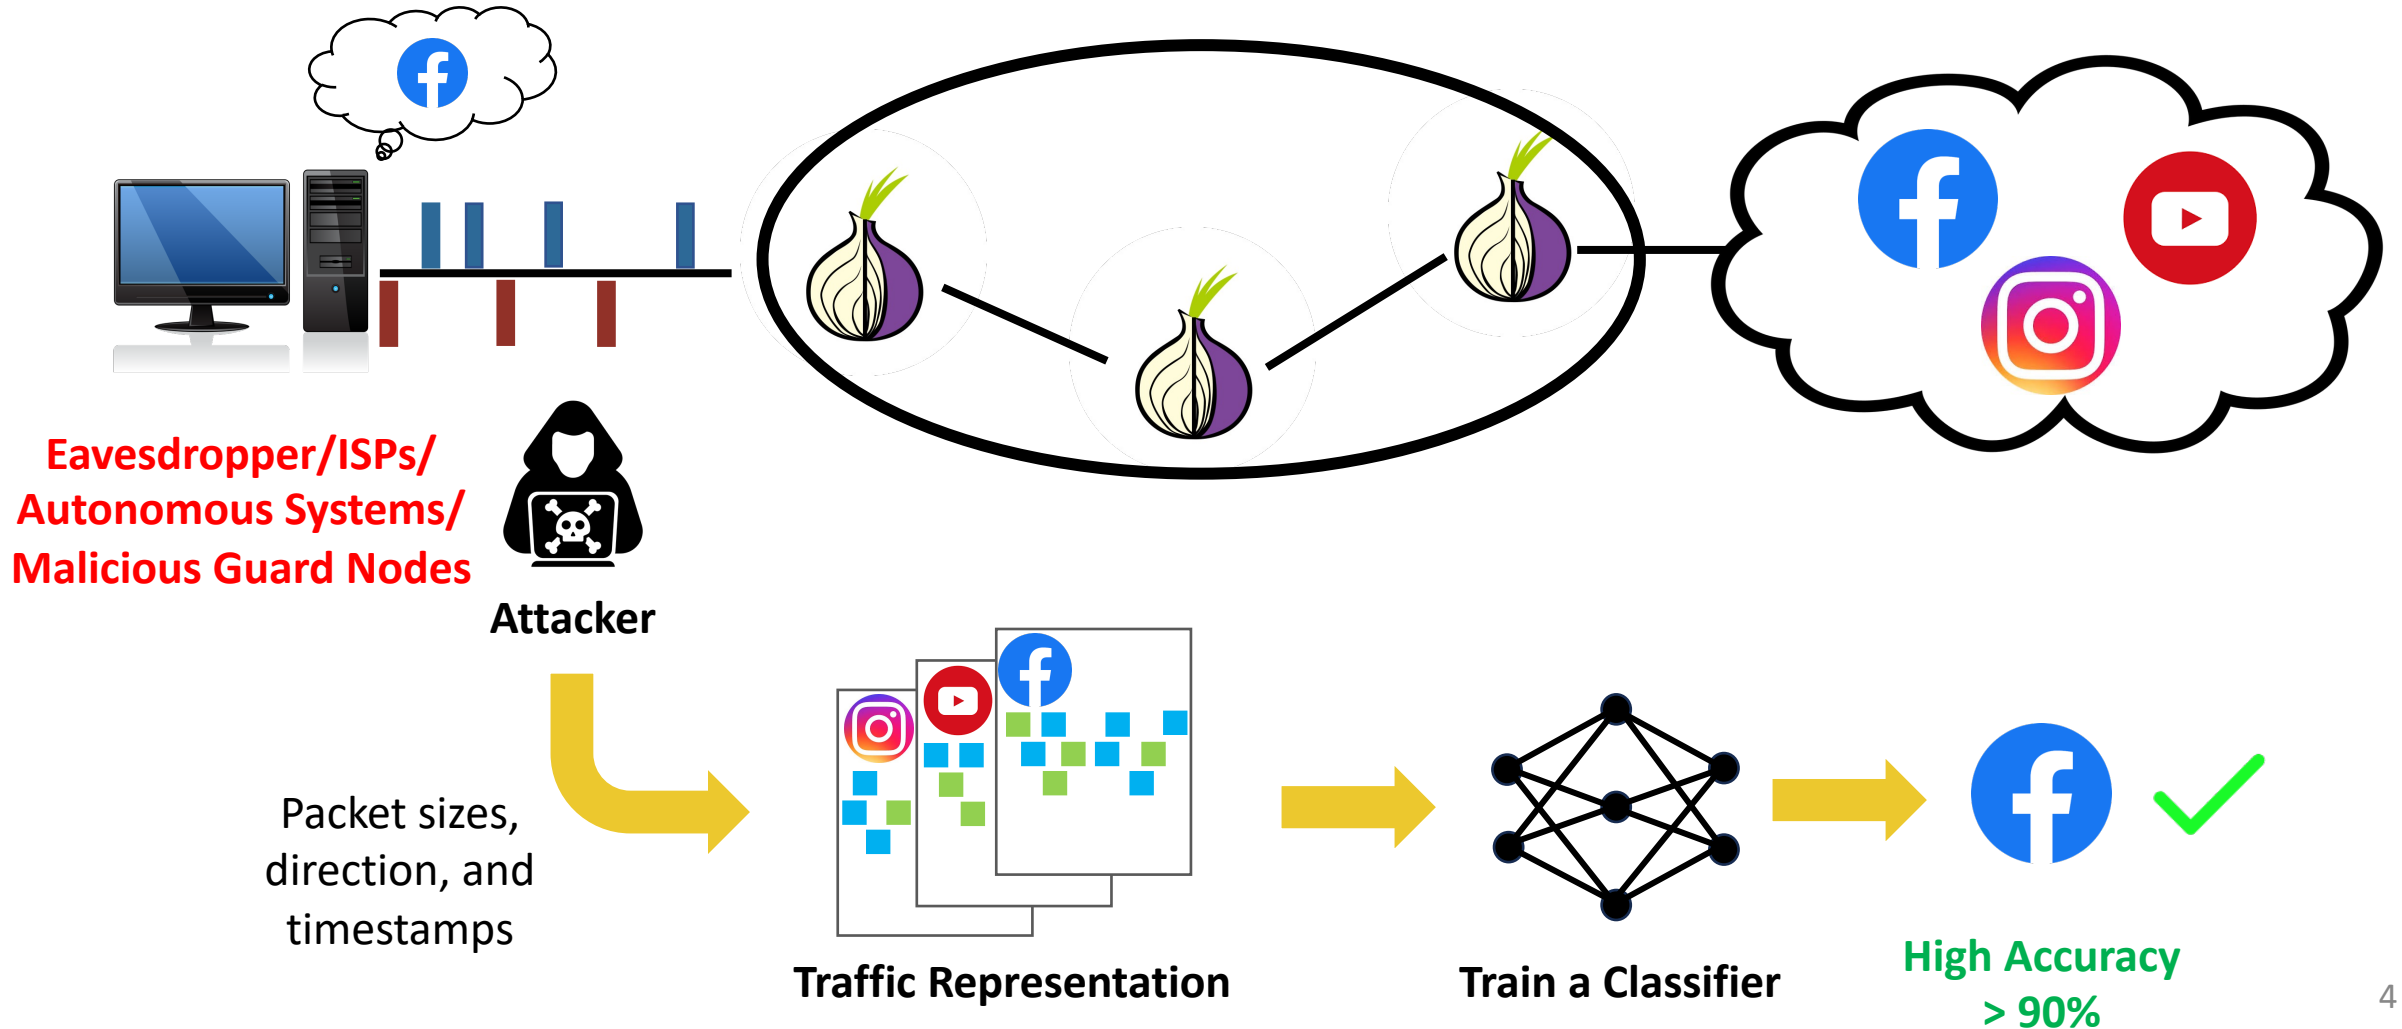 Eavesdropper/ISPs/
Autonomous Systems/
Malicious Guard Nodes
Attacker
Packet sizes,
direction, and
timestamps
Traffic Representation
Train a Classifier
High Accuracy
> 90%
4